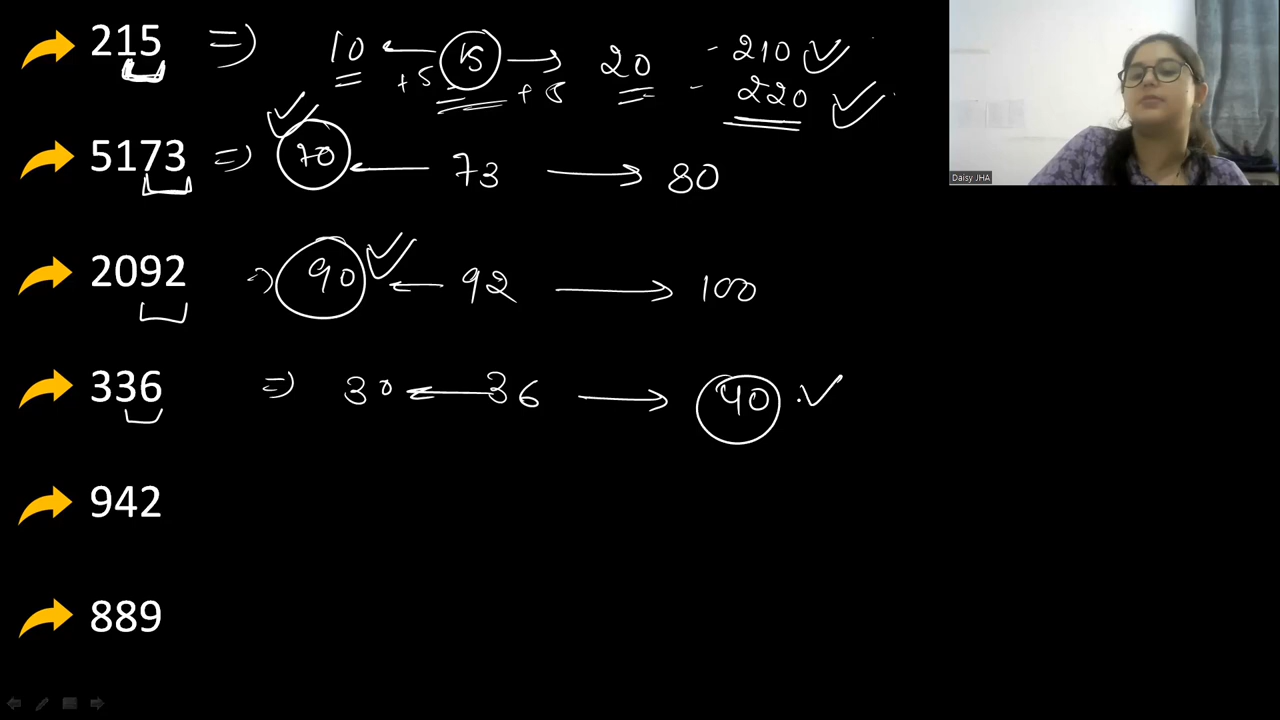 215 => 10 ← 15 → 20 - 210 ✓
+5 +5 - 220 ✓
5173 => 70 ← 73 → 80
2092 => 90 ← 92 → 100
336 => 30 ← 36 → 40 ✓
942
889
Daisy JHA